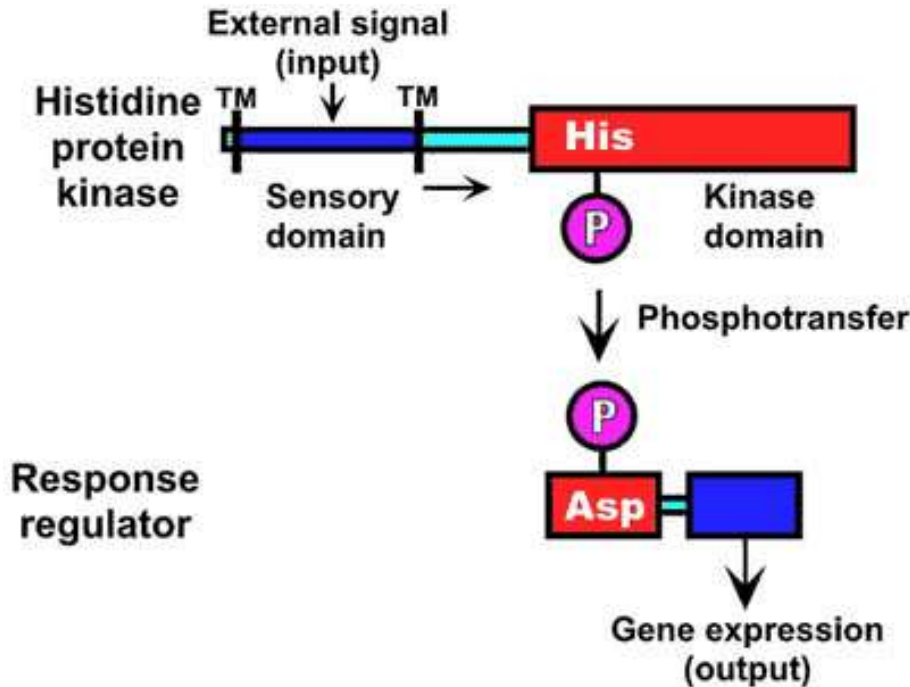 External signal
(input)
Histidine
protein
kinase
TM
TM
His
Sensory
domain
Kinase
domain
P
Phosphotransfer
P
Response
regulator
Asp
Gene expression
(output)